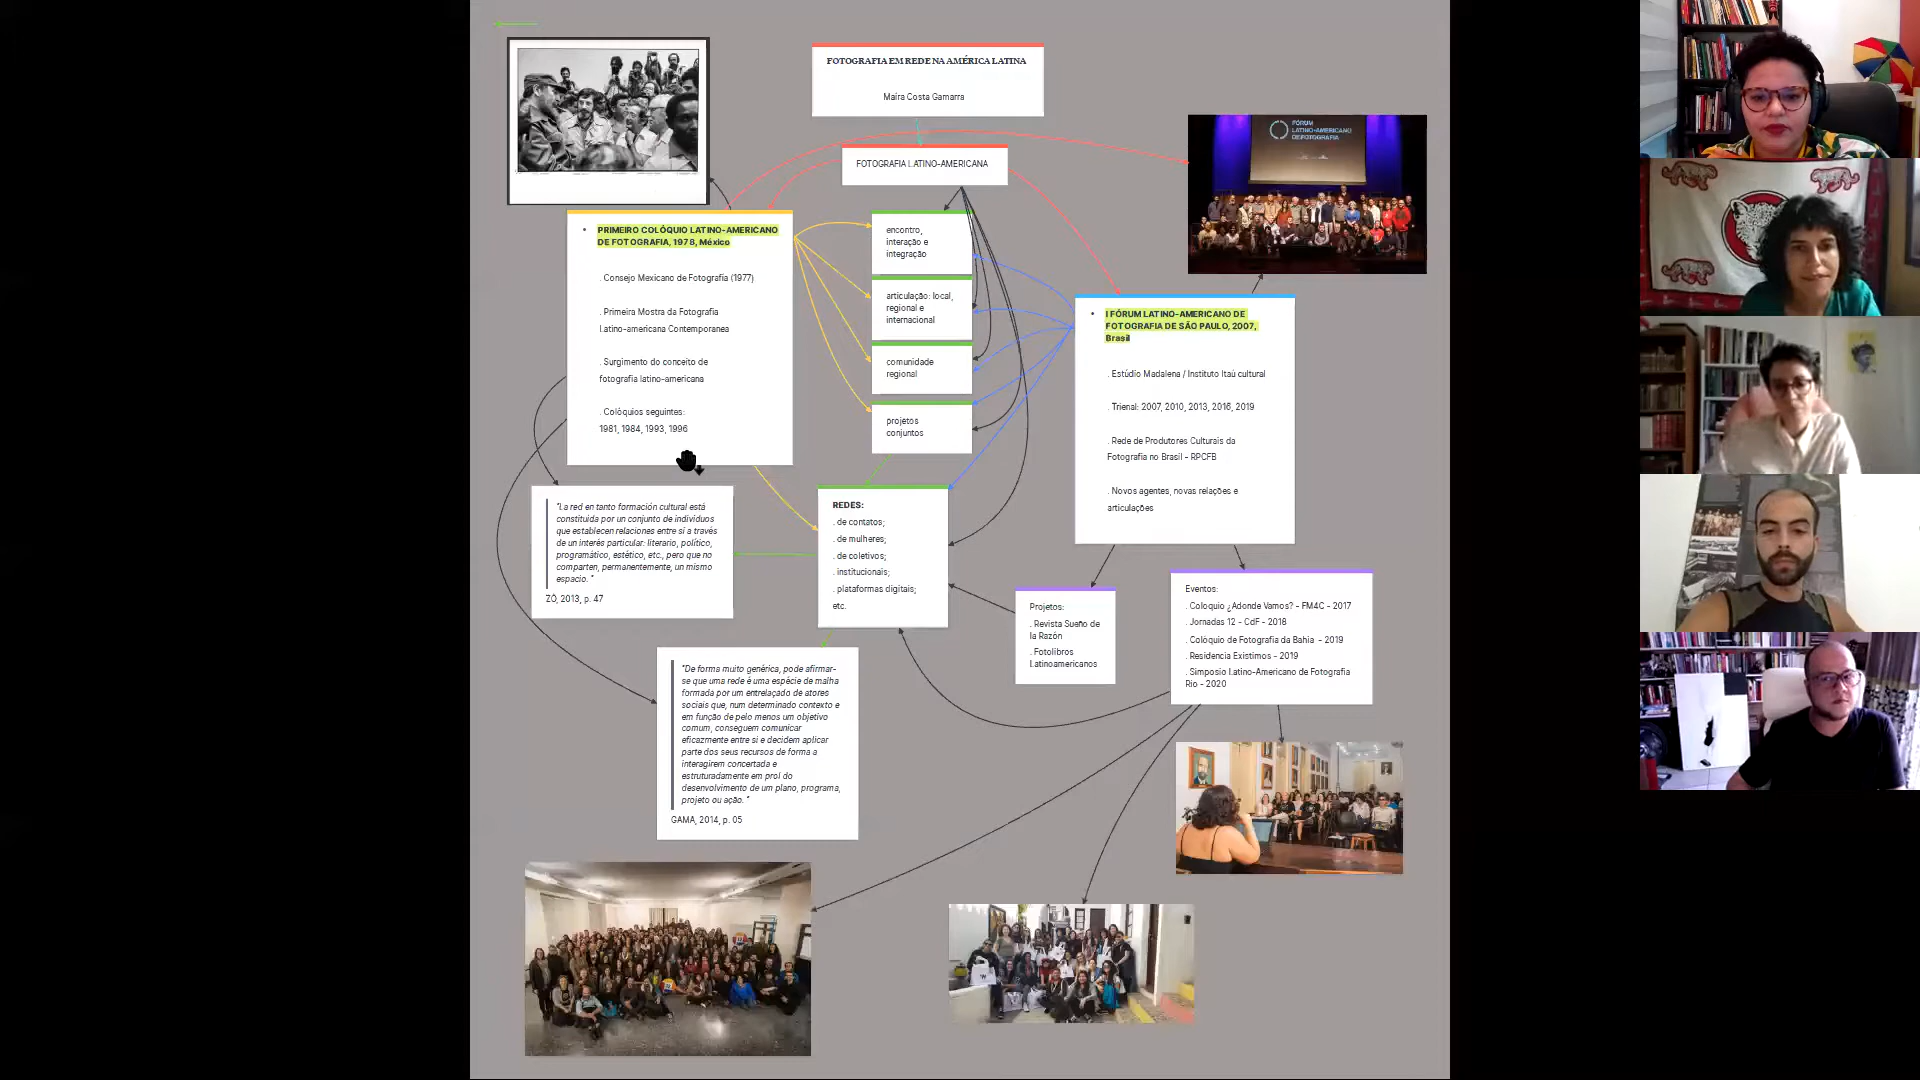 FOTOGRAFIA EM REDE NA AMÉRICA LATINA
Maíra Costa Gamarra
FÓRUM
LATINO-AMERICANO
DE FOTOGRAFIA
FOTOGRAFIA LATINO-AMERICANA
• PRIMEIRO COLÓQUIO LATINO-AMERICANO
DE FOTOGRAFIA, 1978, México
. Consejo Mexicano de Fotografía (1977)
. Primeira Mostra da Fotografia
Latino-americana Contemporanea
. Surgimento do conceito de
fotografia latino-americana
. Colóquios seguintes:
1981, 1984, 1993, 1996
encontro,
interação e
integração
articulação: local,
regional e
internacional
comunidade
regional
projetos
conjuntos
• I FÓRUM LATINO-AMERICANO DE
FOTOGRAFIA DE SÃO PAULO, 2007,
Brasil
. Estúdio Madalena / Instituto Itaú cultural
. Trienal: 2007, 2010, 2013, 2016, 2019
. Rede de Produtores Culturais da
Fotografia no Brasil - RPCFB
. Novos agentes, novas relações e
articulações
"La red en tanto formación cultural está
constituida por un conjunto de individuos
que establecen relaciones entre sí a través
de un interés particular: literario, político,
programático, estético, etc., pero que no
comparten, permanentemente, un mismo
espacio. "
ZÓ, 2013, p. 47
REDES:
. de contatos;
. de mulheres;
. de coletivos;
. institucionais;
. plataformas digitais;
etc.
Projetos:
. Revista Sueño de
la Razón
. Fotolibros
Latinoamericanos
Eventos:
. Coloquio ¿Adonde Vamos? - FM4C - 2017
. Jornadas 12 - CdF - 2018
. Colóquio de Fotografia da Bahia - 2019
. Residencia Existimos - 2019
. Simposio Latino-Americano de Fotografia
Rio - 2020
"De forma muito genérica, pode afirmar-
se que uma rede é uma espécie de malha
formada por um entrelaçado de atores
sociais que, num determinado contexto e
em função de pelo menos um objetivo
comum, conseguem comunicar
eficazmente entre si e decidem aplicar
parte dos seus recursos de forma a
interagirem concertada e
estruturadamente em prol do
desenvolvimento de um plano, programa,
projeto ou ação. "
GAMA, 2014, p. 05